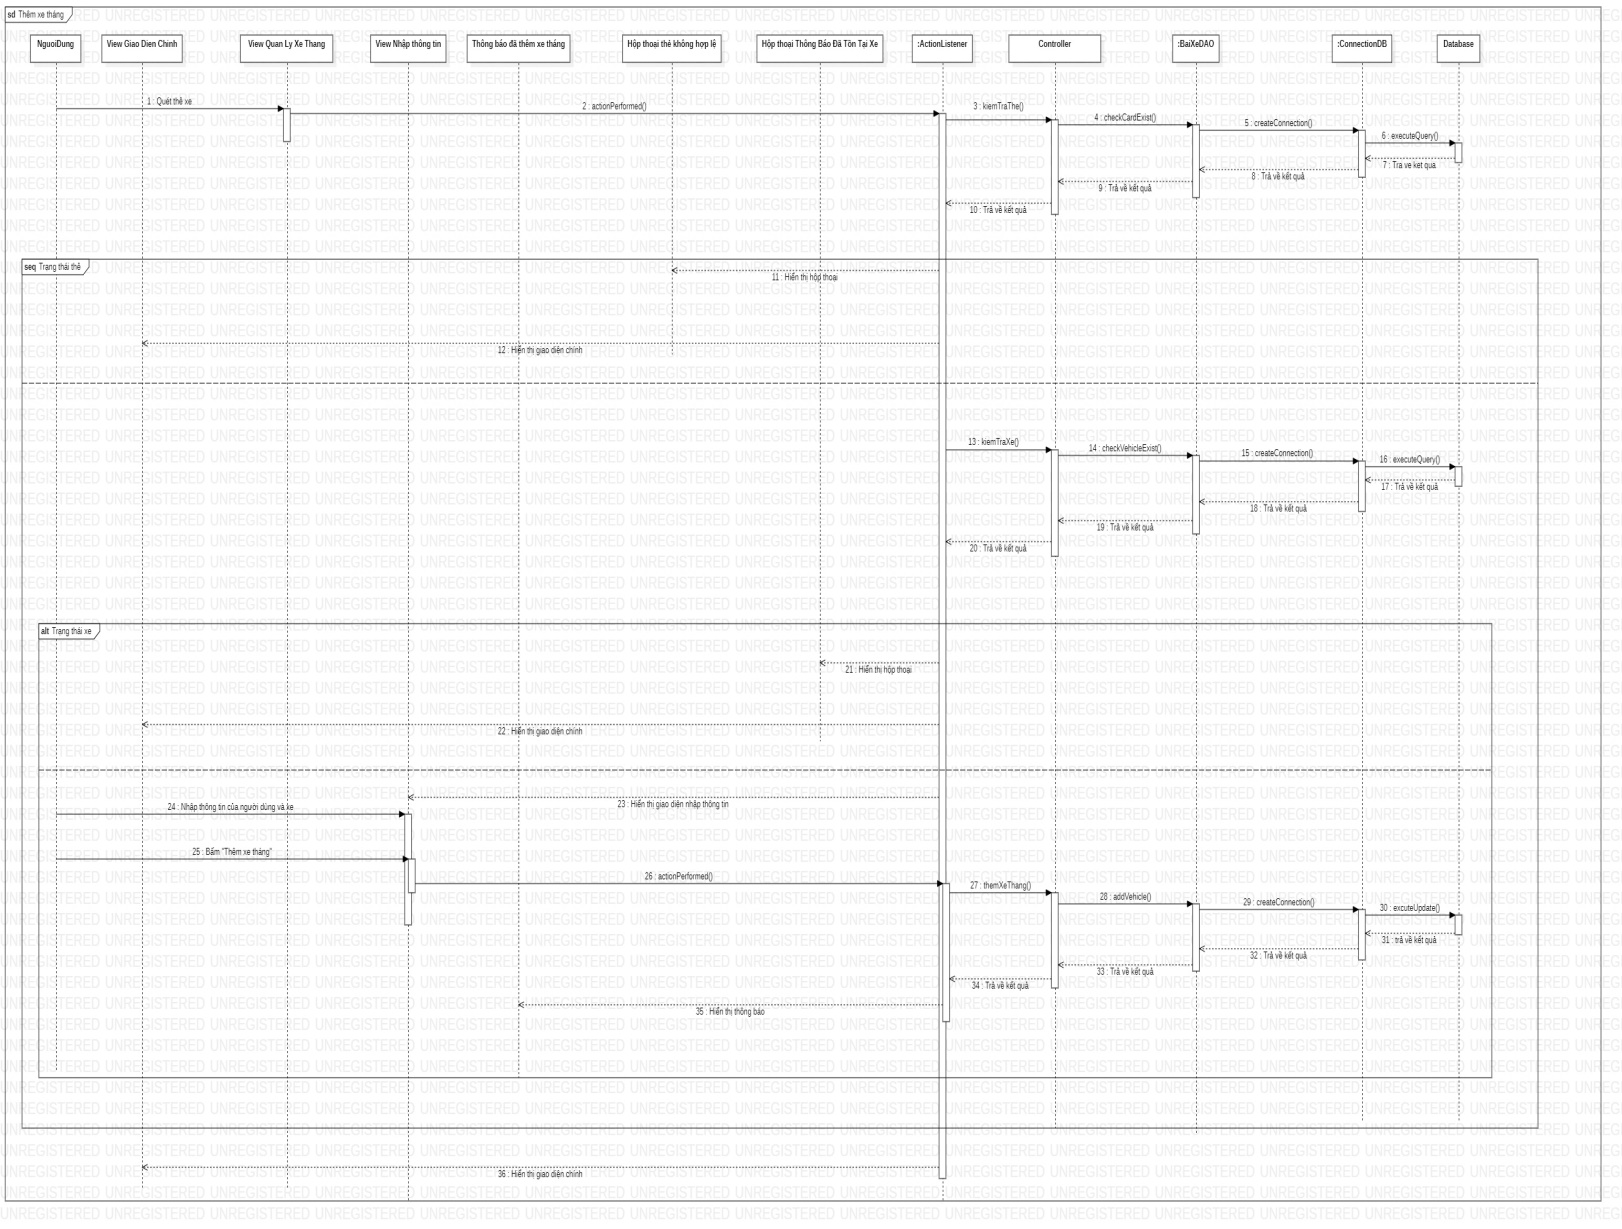 sd Thêm xe tháng
NguoiDung
View Giao Dien Chinh
View Quan Ly Xe Thang
View Nhập thông tin
Thông báo đã thêm xe tháng
Hộp thoại thẻ không hợp lệ
Hộp thoại Thông Báo Đã Tồn Tại Xe
:ActionListener
Controller
:BaiXeDAO
:ConnectionDB
Database
1 : Quét thẻ xe
2 : actionPerformed()
3 : kiemTraThe()
4 : checkCardExist()
5 : createConnection()
6 : executeQuery()
7 : Tra ve ket qua
8 : Trả về kết quả
9 : Trả về kết quả
10 : Trả về kết quả
seq Trạng thái thẻ
11 : Hiển thị hộp thoại
12 : Hiển thị giao diện chính
13 : kiemTraXe()
14 : checkVehicleExist()
15 : createConnection()
16 : executeQuery()
17 : Trả về kết quả
18 : Trả về kết quả
19 : Trả về kết quả
20 : Trả về kết quả
alt Trạng thái xe
21 : Hiển thị hộp thoại
22 : Hiển thị giao diện chính
23 : Hiển thị giao diện nhập thông tin
24 : Nhập thông tin của người dùng và xe
25 : Bấm "Thêm xe tháng"
26 : actionPerformed()
27 : themXeThang()
28 : addVehicle()
29 : createConnection()
30 : excuteUpdate()
31 : trả về kết quả
32 : Trả về kết quả
33 : Trả về kết quả
34 : Trả về kết quả
35 : Hiển thị thông báo
36 : Hiển thị giao diện chính
UNREGISTERED